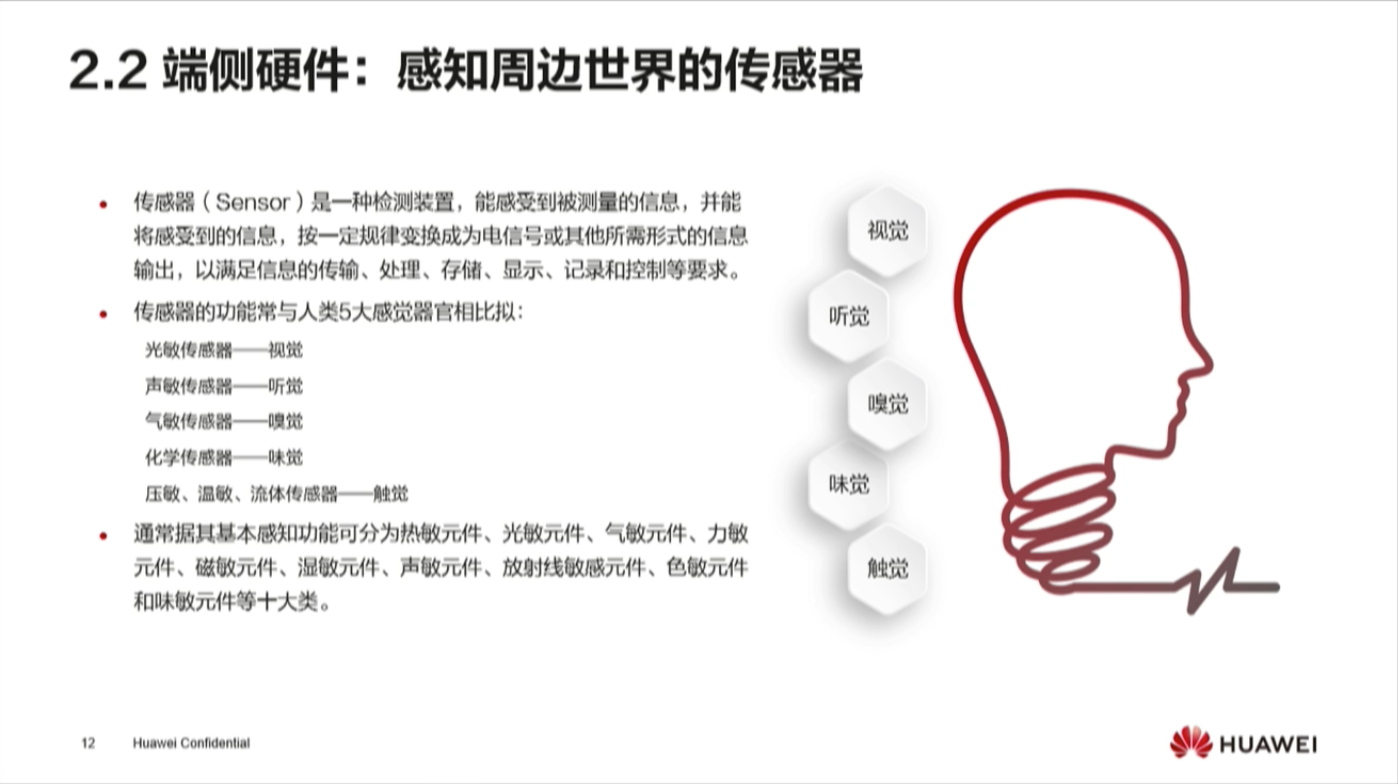 2.2 端侧硬件：感知周边世界的传感器
• 传感器（Sensor）是一种检测装置，能感受到被测量的信息，并能
将感受到的信息，按一定规律变换成为电信号或其他所需形式的信息
输出，以满足信息的传输、处理、存储、显示、记录和控制等要求。
• 传感器的功能常与人类5大感觉器官相比拟：
光敏传感器——视觉
声敏传感器——听觉
气敏传感器——嗅觉
化学传感器——味觉
压敏、温敏、流体传感器——触觉
• 通常据其基本感知功能可分为热敏元件、光敏元件、气敏元件、力敏
元件、磁敏元件、湿敏元件、声敏元件、放射线敏感元件、色敏元件
和味敏元件等十大类。
视觉
听觉
嗅觉
味觉
触觉
12 Huawei Confidential
HUAWEI